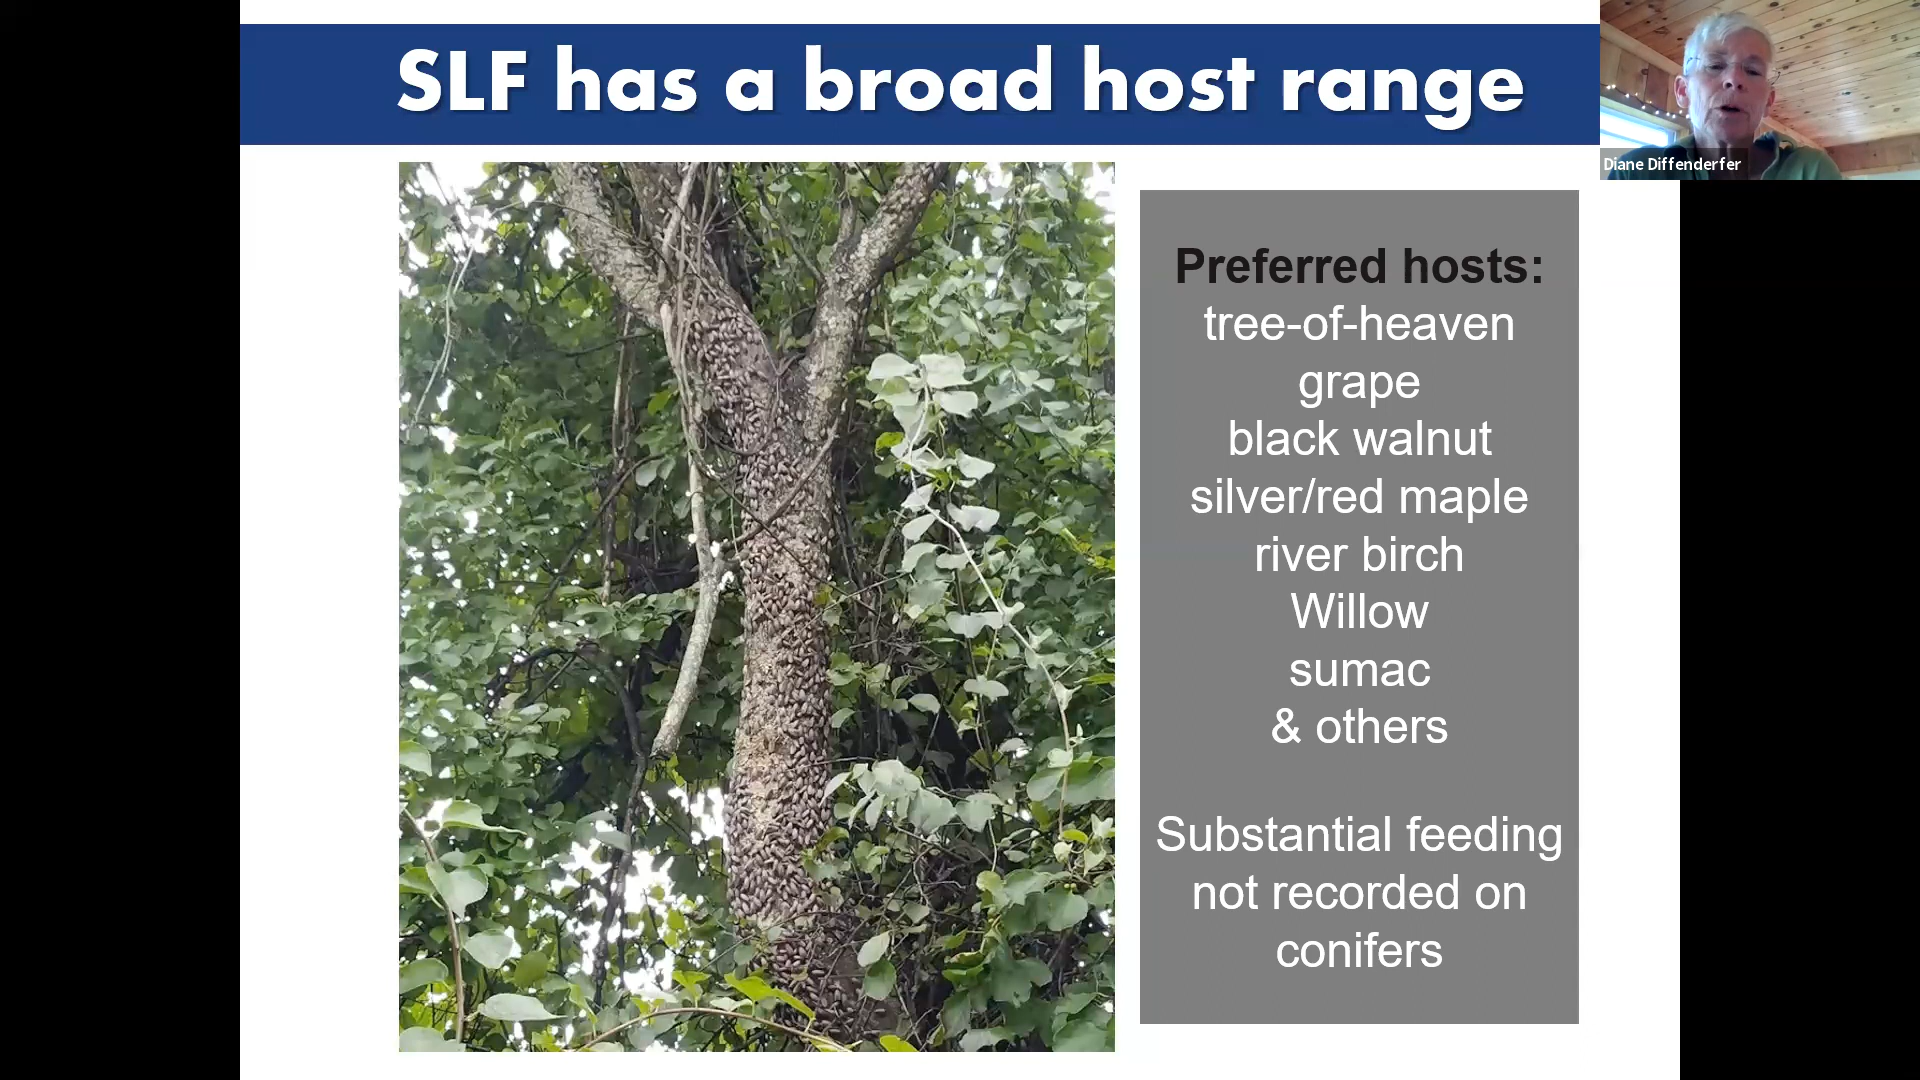 SLF has a broad host range
Diane Diffenderfer
Preferred hosts:
tree-of-heaven
grape
black walnut
silver/red maple
river birch
Willow
sumac
& others
Substantial feeding
not recorded on
conifers